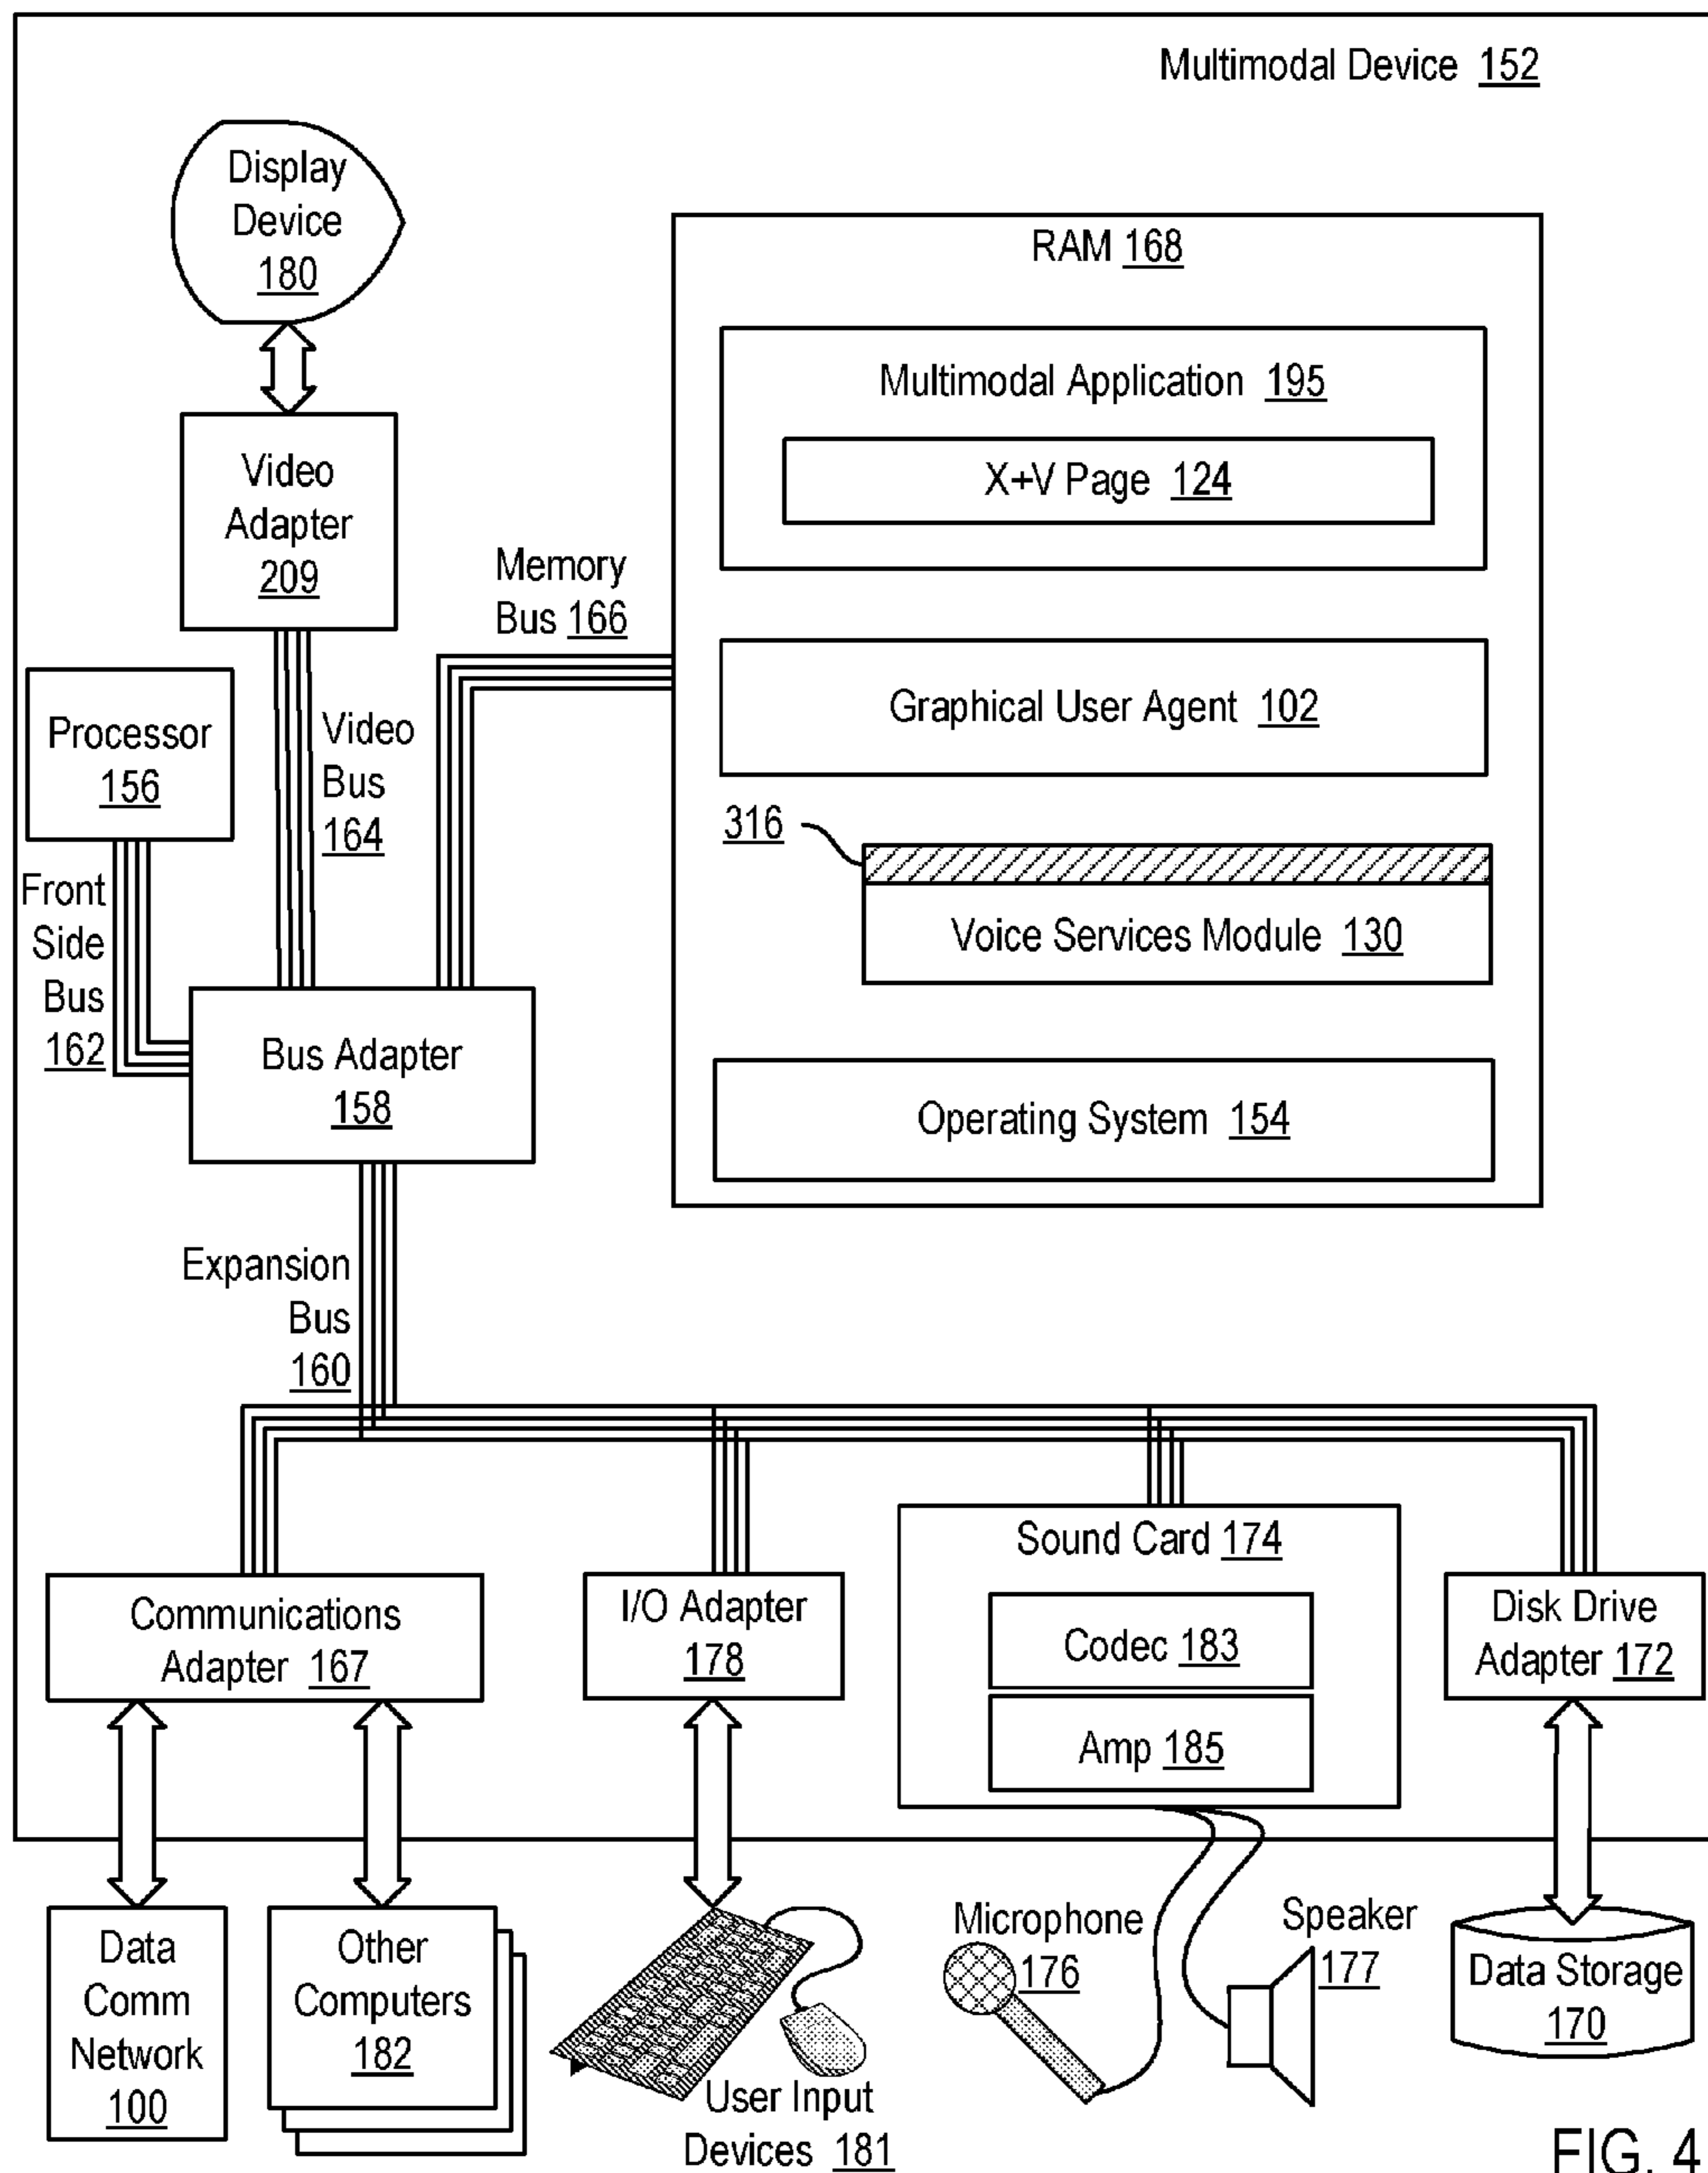 Multimodal Device 152
Display
Device
180
RAM 168
Multimodal Application 195
X+V Page 124
Video
Adapter
209
Memory
Bus 166
Graphical User Agent 102
Processor
156
Video
Bus
164
316
Voice Services Module 130
Front
Side
Bus
162
Bus Adapter
158
Operating System 154
Expansion
Bus
160
Sound Card 174
Codec 183
Amp 185
Communications
Adapter 167
I/O Adapter
178
Disk Drive
Adapter 172
Data
Comm
Network
100
Other
Computers
182
User Input
Devices 181
Microphone
176
Speaker
177
Data Storage
170
FIG. 4